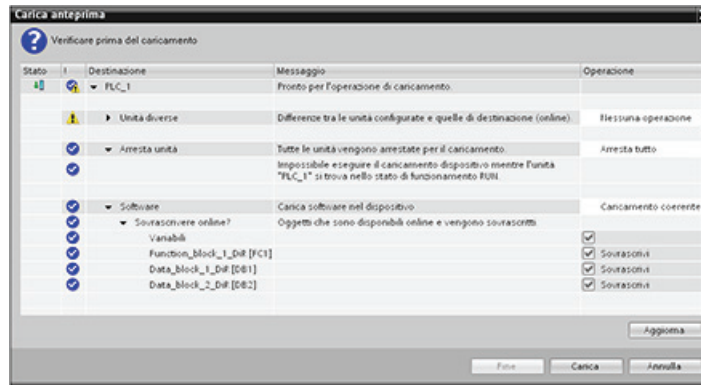 Carica anteprima
Verificare prima del caricamento
Stato ! Destinazione Messaggio Operazione
PLC_1 Pronto per l'operazione di caricamento.
Unità diverse Differenze tra le unità configurate e quelle di destinazione (online). Nessuna operazione
Arresta unità Tutte le unità vengono arrestate per il caricamento. Arresta tutto
Impossibile eseguire il caricamento dispositivo mentre l'unità
"PLC_1" si trova nello stato di funzionamento RUN.
Software Carica software nel dispositivo Caricamento coerente
Sovrascrivere online? Oggetti che sono disponibili online e vengono sovrascritti.
Variabili
Function_block_1_DiR [FC1] Sovrascrivi
Data_block_1_DiR [DB1] Sovrascrivi
Data_block_2_DiR [DB2] Sovrascrivi
Aggiorna
Fine Carica Annulla